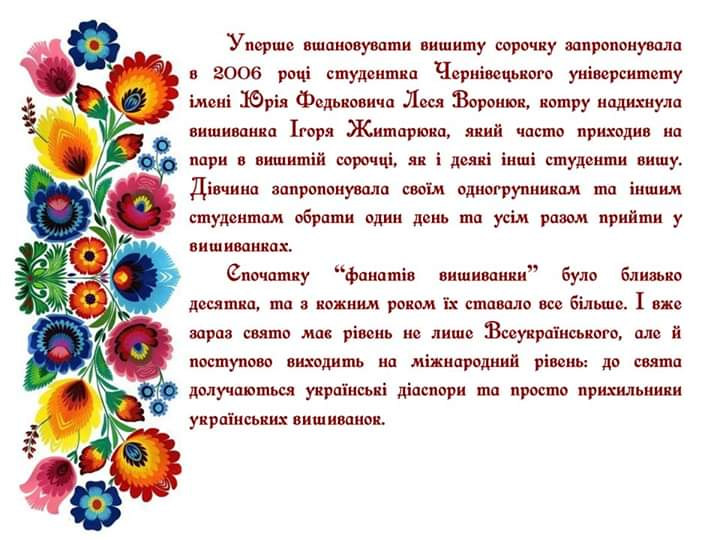 Уперше вшановувати вишиту сорочку запропонувала
в 2006 році студентка Чернівецького університету
імені Юрія Федьковича Леся Воронюк, котру надихнула
вишиванка Ігоря Житарюка, який часто приходив на
пари в вишитій сорочці, як і деякі інші студенти вишу.
Дівчина запропонувала своїм одногрупникам та іншим
студентам обрати один день та усім разом прийти у
вишиванках.
Спочатку “фанатів вишиванки” було близько
десятка, та з кожним роком їх ставало все більше. І вже
зараз свято має рівень не лише Всеукраїнського, але й
поступово виходить на міжнародний рівень: до свята
долучаються українські діаспори та просто прихильники
українських вишиванок.